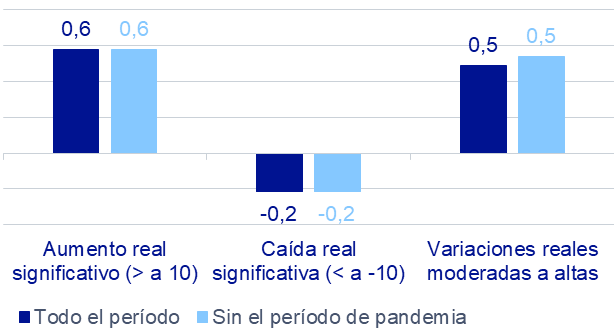 0,6 0,6
0,5 0,5
-0,2 -0,2
Aumento real
significativo (> a 10)
Caída real
significativa (< a -10)
Variaciones reales
moderadas a altas
Todo el período Sin el período de pandemia